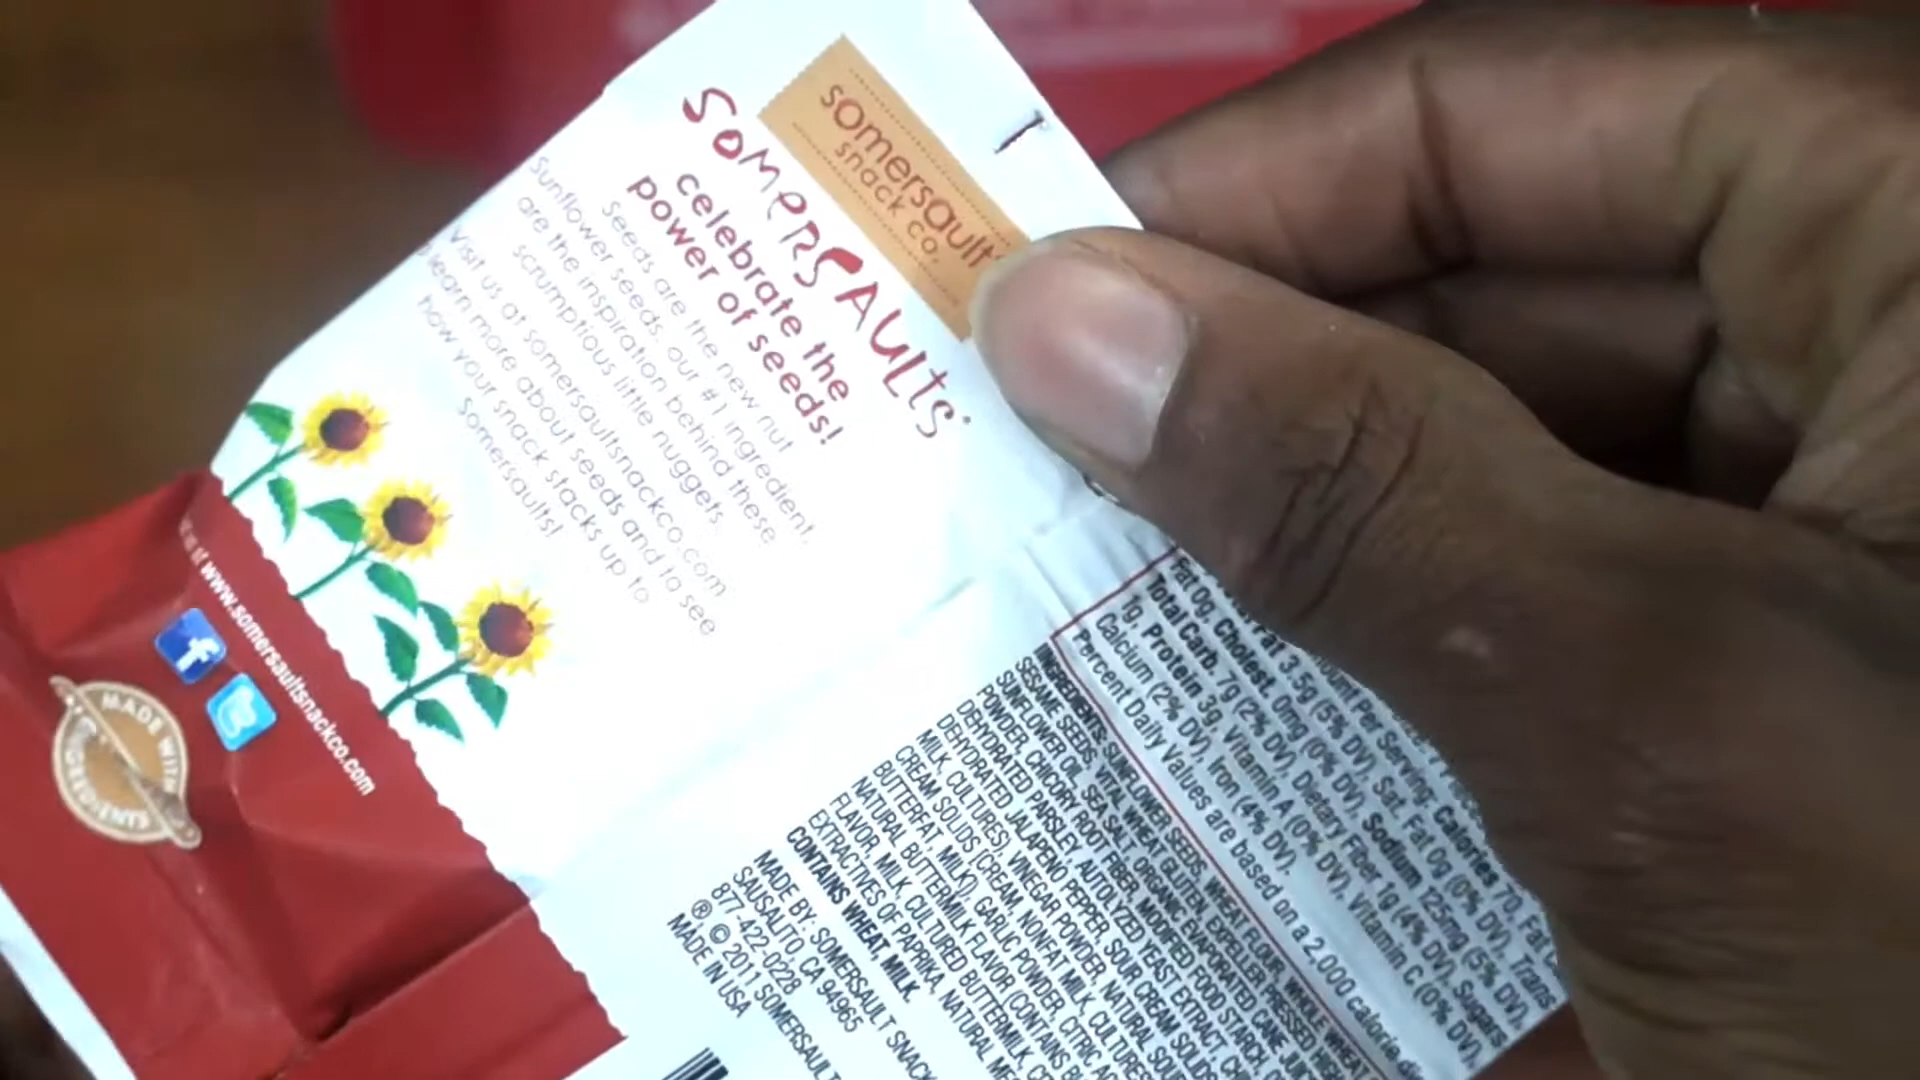 somersault
snack co.
SOMERSAULTS
celebrate the
power of seeds!
Seeds are the new nut
Sunflower seeds, our #1 ingredient,
are the inspiration behind these
scrumptious little nuggets.
Visit us at somersaultsnackco.com
learn more about seeds and to see
how your snack stacks up to
Somersaults!
us at www.somersaultsnackco.com
MADE WITH
Per Serving: Calories 70, Fat
Fat 3.5g (5% DV), Sat. Fat 0g (0% DV), Trans
Fat 0g, Cholest. 0mg (0% DV), Sodium 125mg (5% DV),
Total Carb. 7g (2% DV), Dietary Fiber 1g (4% DV), Sugars
1g, Protein 3g, Vitamin A (0% DV), Vitamin C (0% DV),
Calcium (2% DV), Iron (4% DV).
Percent Daily Values are based on a 2,000 calorie
INGREDIENTS: SUNFLOWER SEEDS, WHEAT FLOUR, WHOLE WHEAT
SESAME SEEDS, VITAL WHEAT GLUTEN, EXPELLER PRESSED HIGH
SUNFLOWER OIL, SEA SALT, ORGANIC EVAPORATED CANE
POWDER, CHICORY ROOT FIBER, MODIFIED FOOD STARCH,
DEHYDRATED PARSLEY, AUTOLYZED YEAST EXTRACT,
DEHYDRATED JALAPENO PEPPER, SOUR CREAM SOLIDS
MILK, CULTURES), VINEGAR POWDER, NATURAL
CREAM SOLIDS (CREAM, NONFAT MILK,
BUTTERFAT, MILK), GARLIC POWDER, CITRIC
NATURAL BUTTERMILK FLAVOR (CONTAINS
FLAVOR, MILK, CULTURED BUTTERMILK,
EXTRACTIVES OF PAPRIKA, NATURAL
CONTAINS WHEAT, MILK.
MADE BY: SOMERSAULT SNACK
SAUSALITO, CA 94965
877-422-0228
®, © 2011 SOMERSAULT
MADE IN USA